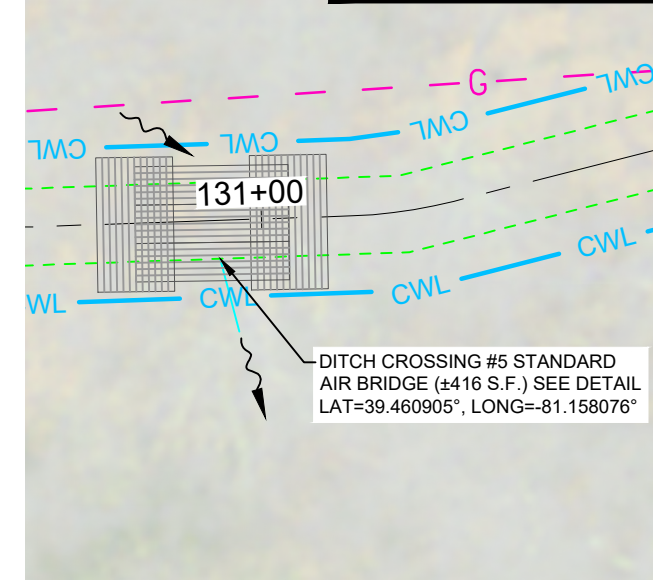 G
CWL
CWL
CWL
CWL
131+00
CWL
WL
CWL
CWL
DITCH CROSSING #5 STANDARD
AIR BRIDGE (±416 S.F.) SEE DETAIL
LAT=39.460905°, LONG=-81.158076°